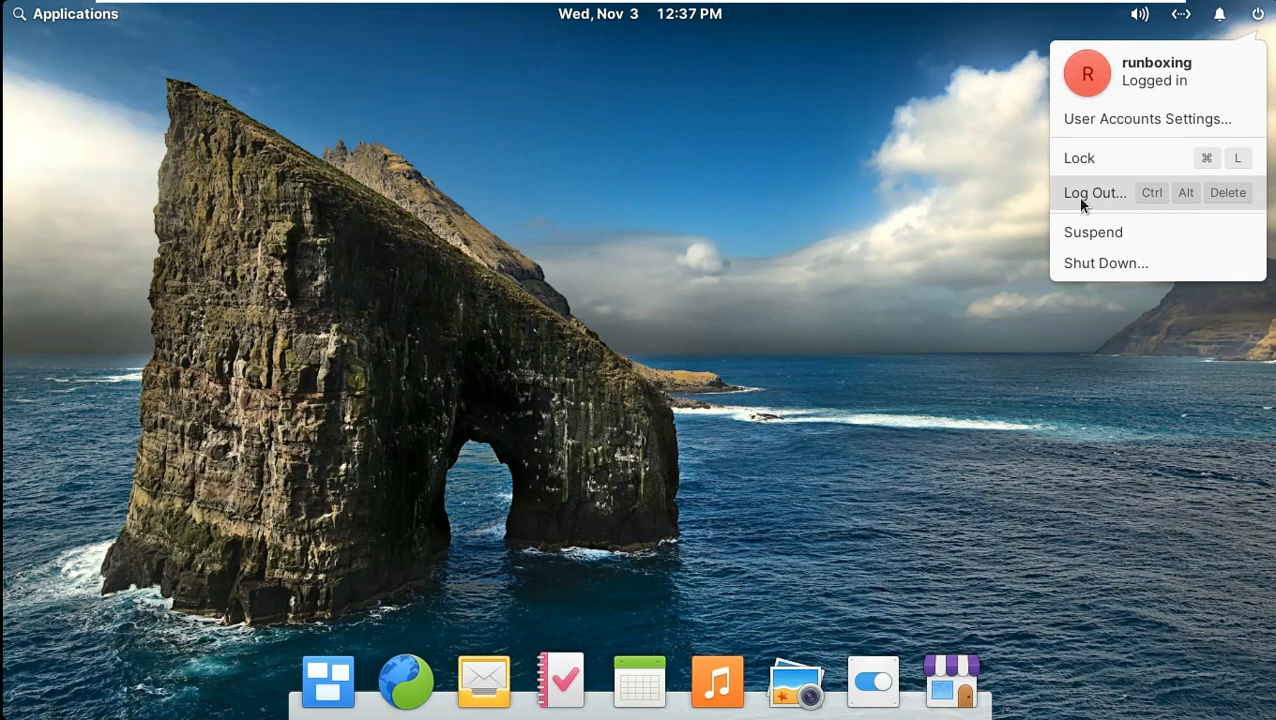 Applications
Wed, Nov 3 12:37 PM
R
runboxing
Logged in
User Accounts Settings...
Lock ⌘ L
Log Out... Ctrl Alt Delete
Suspend
Shut Down...